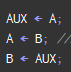 AUX ← A;
A ← B; //
B ← AUX;